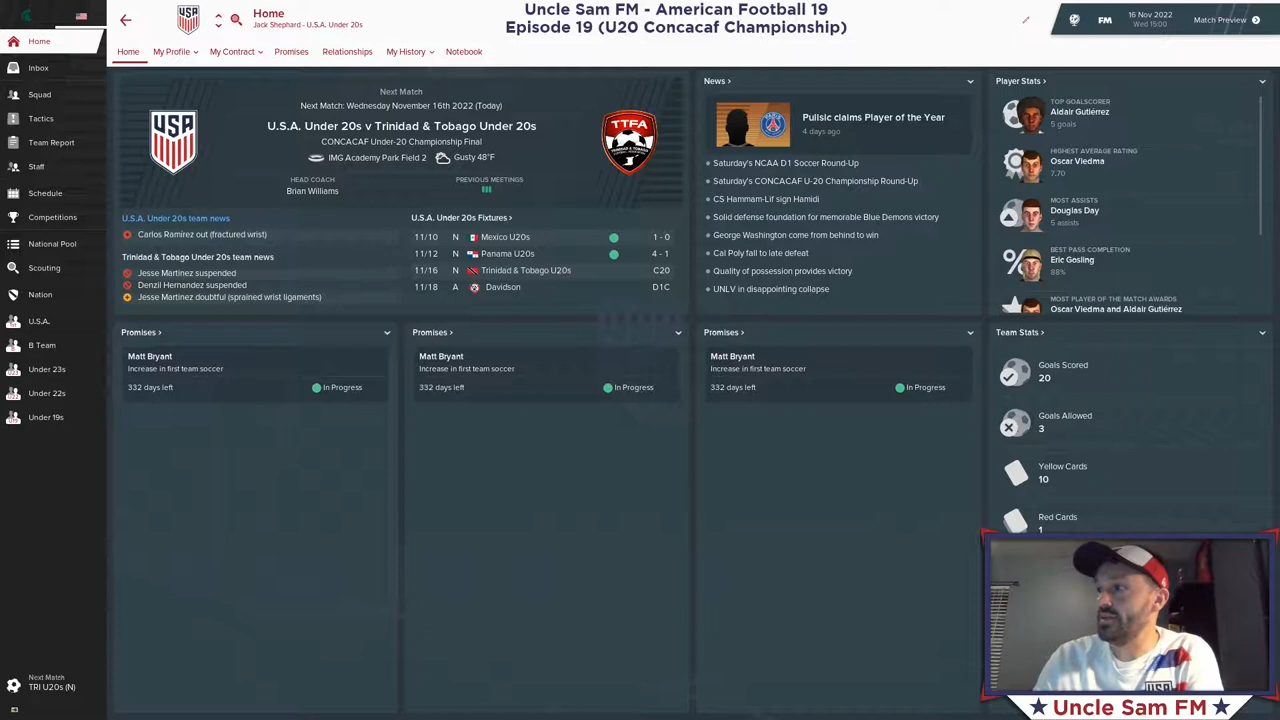 Home
Jack Shephard - U.S.A. Under 20s
Uncle Sam FM - American Football 19
Episode 19 (U20 Concacaf Championship)
FM
16 Nov 2022
Wed 15:00
Match Preview
Home
My Profile
My Contract
Promises
Relationships
My History
Notebook
Home
Inbox
Squad
Tactics
Team Report
Staff
Schedule
Competitions
National Pool
Scouting
Nation
U.S.A.
B Team
Under 23s
Under 22s
Under 19s
Next Match
TRI U20s (N)
Next Match
Next Match: Wednesday November 16th 2022 (Today)
U.S.A. Under 20s v Trinidad & Tobago Under 20s
CONCACAF Under-20 Championship Final
IMG Academy Park Field 2
Gusty 48°F
USA
TTFA
HEAD COACH
Brian Williams
PREVIOUS MEETINGS
U.S.A. Under 20s team news
Carlos Ramírez out (fractured wrist)
Trinidad & Tobago Under 20s team news
Jesse Martinez suspended
Denzil Hernandez suspended
Jesse Martinez doubtful (sprained wrist ligaments)
U.S.A. Under 20s Fixtures >
11/10 N Mexico U20s 1 - 0
11/12 N Panama U20s 4 - 1
11/16 N Trinidad & Tobago U20s C20
11/18 A Davidson D1C
News >
PARIS
Pulisic claims Player of the Year
4 days ago
Saturday's NCAA D1 Soccer Round-Up
Saturday's CONCACAF U-20 Championship Round-Up
CS Hammam-Lif sign Hamidi
Solid defense foundation for memorable Blue Demons victory
George Washington come from behind to win
Cal Poly fall to late defeat
Quality of possession provides victory
UNLV in disappointing collapse
Player Stats >
TOP GOALSCORER
Aldair Gutiérrez
5 goals
HIGHEST AVERAGE RATING
Oscar Viedma
7.70
MOST ASSISTS
Douglas Day
5 assists
BEST PASS COMPLETION
Eric Gosling
88%
MOST PLAYER OF THE MATCH AWARDS
Oscar Viedma and Aldair Gutiérrez
Promises >
Matt Bryant
Increase in first team soccer
332 days left
In Progress
Promises >
Matt Bryant
Increase in first team soccer
332 days left
In Progress
Promises >
Matt Bryant
Increase in first team soccer
332 days left
In Progress
Team Stats >
Goals Scored
20
Goals Allowed
3
Yellow Cards
10
Red Cards
1
USA
Uncle Sam FM